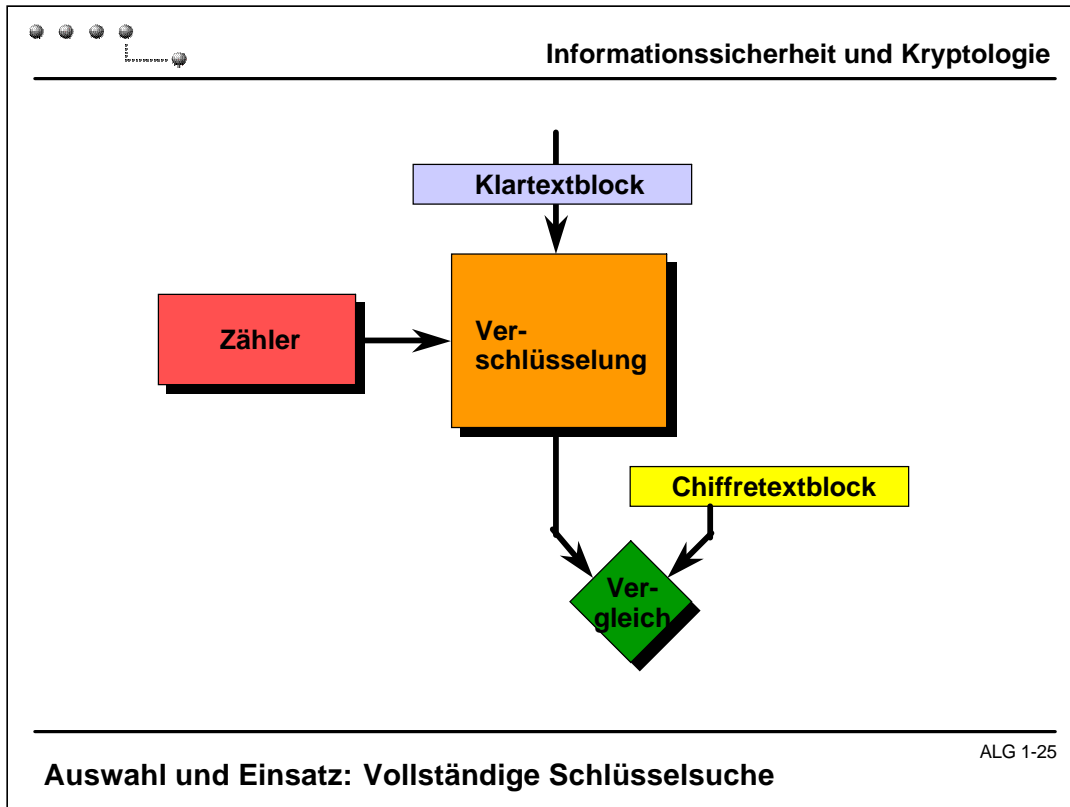 Informationssicherheit und Kryptologie
Klartextblock
Zähler
Ver-
schlüsselung
Chiffretextblock
Ver-
gleich
ALG 1-25
Auswahl und Einsatz: Vollständige Schlüsselsuche